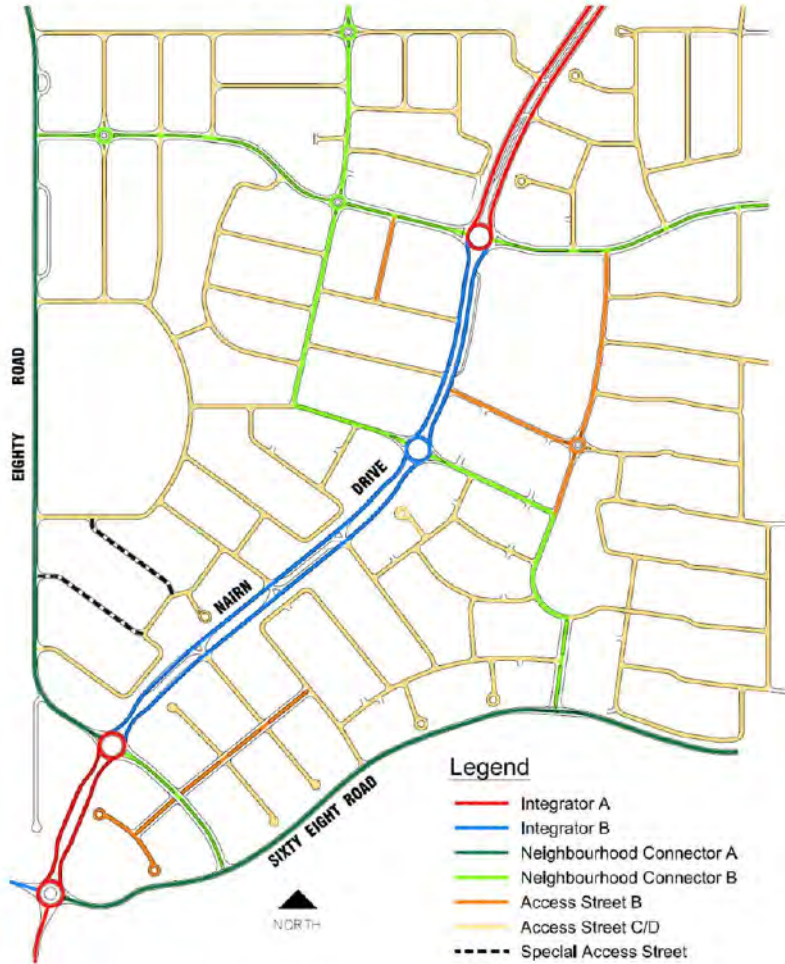 EIGHTY ROAD
NAIRN DRIVE
SIXTY EIGHT ROAD
NORTH
Legend
Integrator A
Integrator B
Neighbourhood Connector A
Neighbourhood Connector B
Access Street B
Access Street C/D
Special Access Street